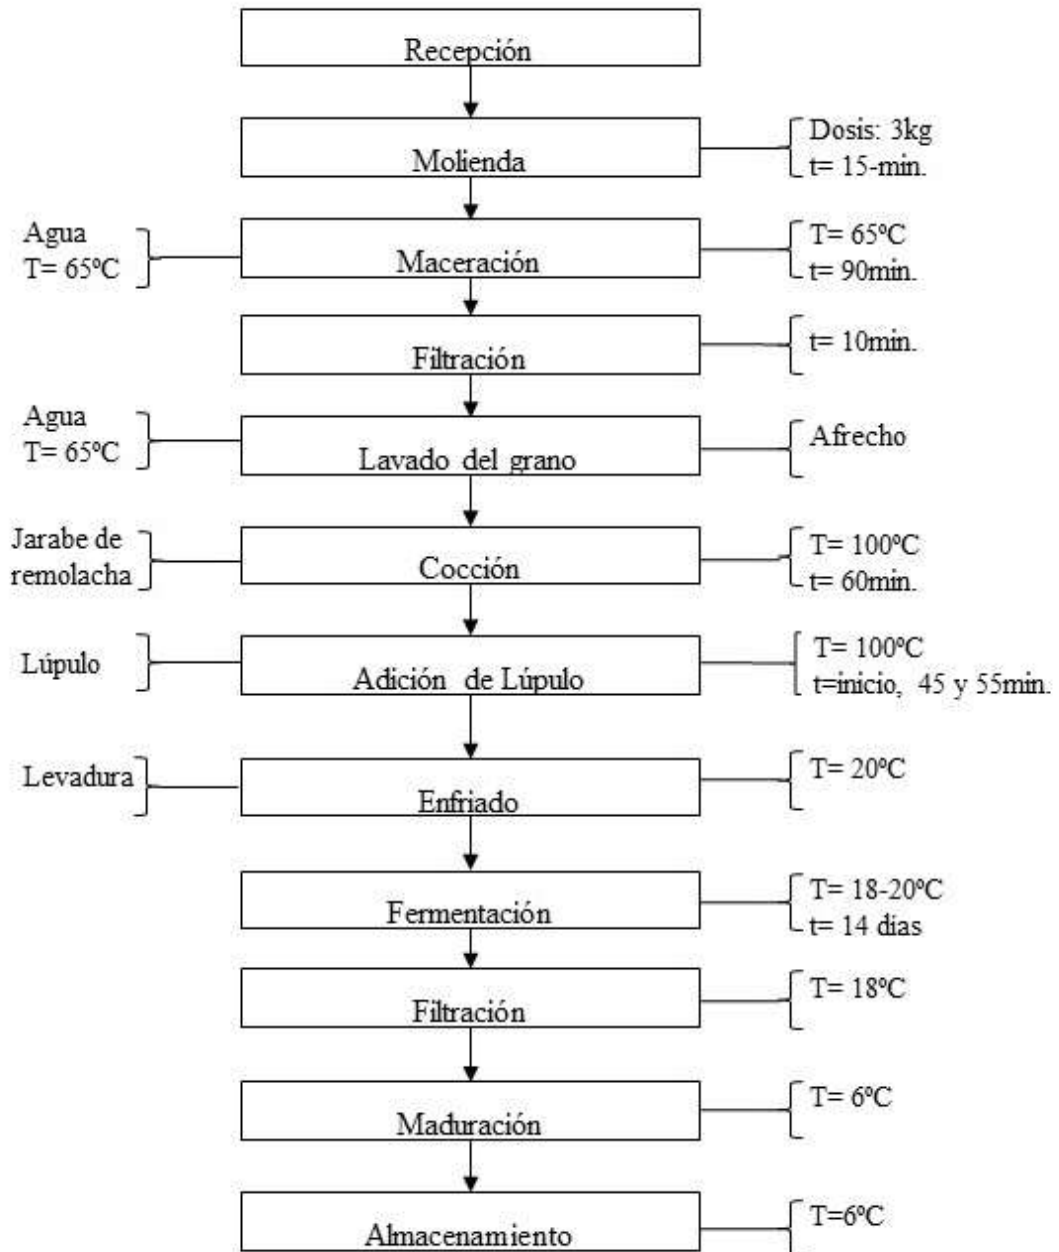 Recepción
Molienda
Dosis: 3kg
t= 15-min.
Agua
T= 65ºC
Maceración
T= 65ºC
t= 90min.
Filtración
t= 10min.
Agua
T= 65ºC
Lavado del grano
Afrecho
Jarabe de
remolacha
Cocción
T= 100ºC
t= 60min.
Lúpulo
Adición de Lúpulo
T= 100ºC
t=inicio, 45 y 55min.
Levadura
Enfriado
T= 20ºC
Fermentación
T= 18-20ºC
t= 14 días
Filtración
T= 18ºC
Maduración
T= 6ºC
Almacenamiento
T=6ºC